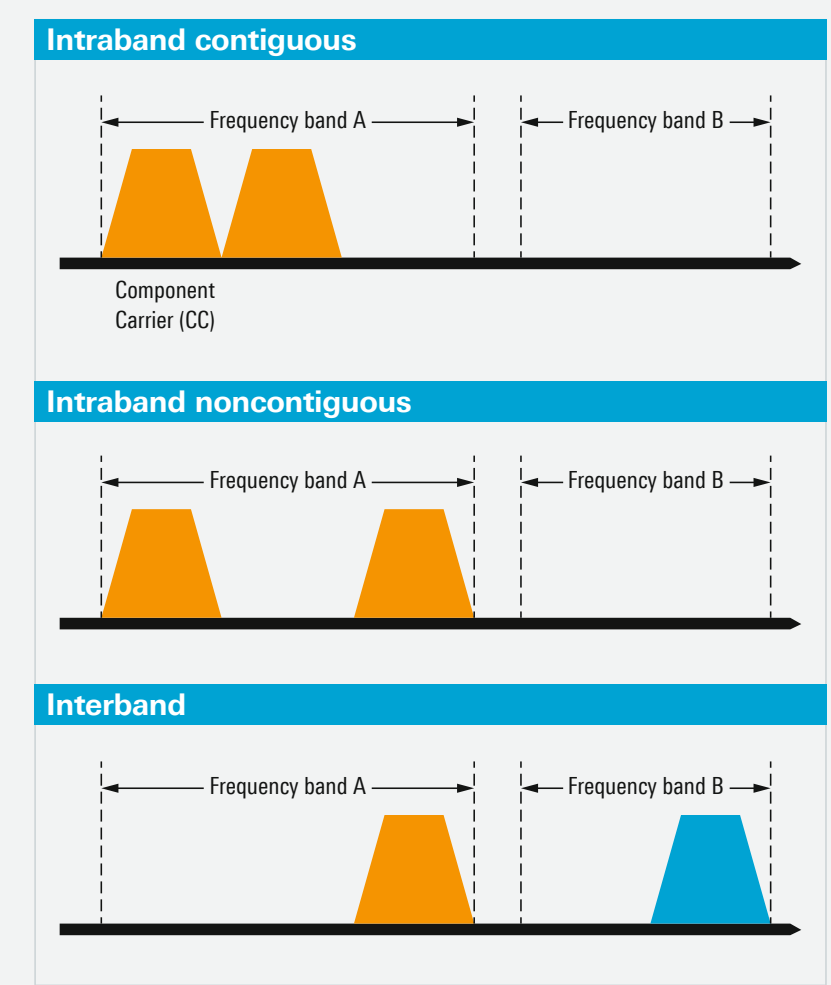 Intraband contiguous
Frequency band A
Frequency band B
Component
Carrier (CC)
Intraband noncontiguous
Frequency band A
Frequency band B
Interband
Frequency band A
Frequency band B